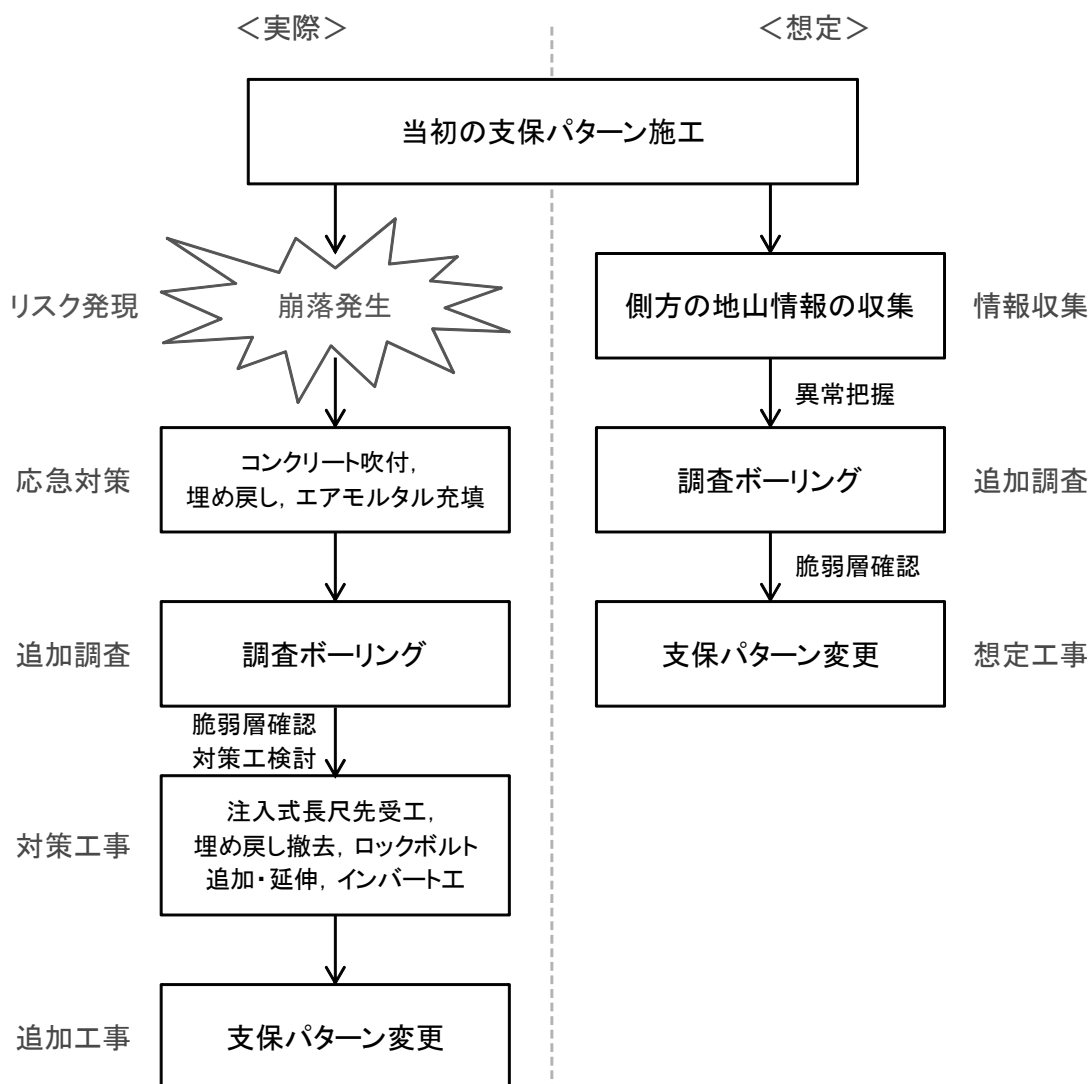 ＜実際＞
＜想定＞
当初の支保パターン施工
リスク発現
崩落発生
側方の地山情報の収集
情報収集
異常把握
応急対策
コンクリート吹付，
埋め戻し，エアモルタル充填
調査ボーリング
追加調査
脆弱層確認
追加調査
調査ボーリング
支保パターン変更
想定工事
脆弱層確認
対策工検討
対策工事
注入式長尺先受工，
埋め戻し撤去，ロックボルト
追加・延伸，インバート工
追加工事
支保パターン変更